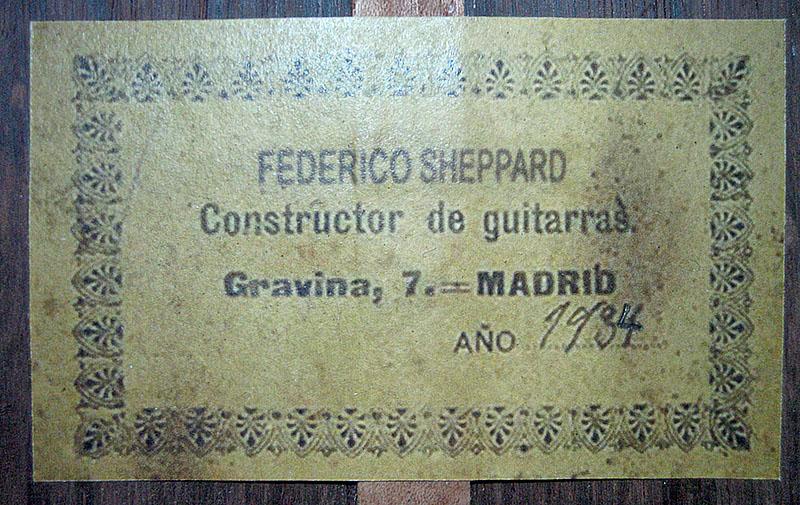 FEDERICO SHEPPARD
Constructor de guitarras.
Gravina, 7.=MADRID
AÑO 1934